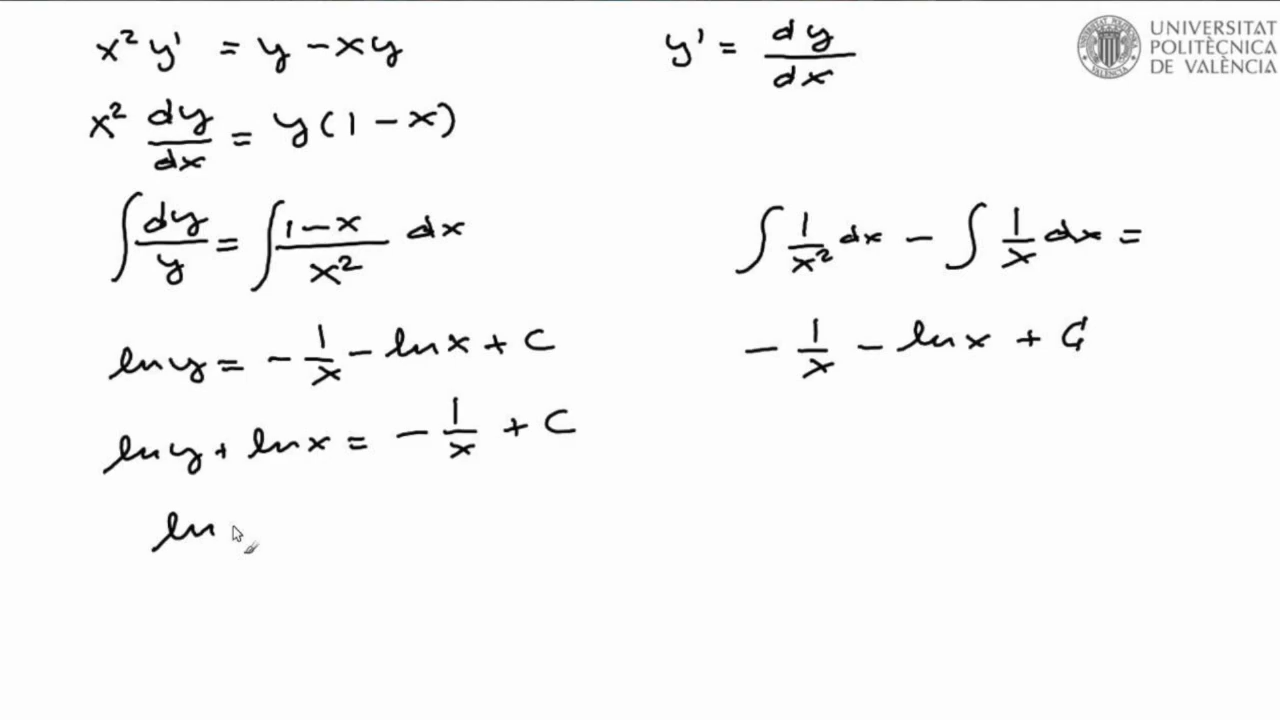 x² y' = y - xy
y' = dy/dx
UNIVERSITAT
POLITÈCNICA
DE VALÈNCIA
x² dy/dx = y(1 - x)
∫ dy/y = ∫ (1-x)/x² dx
∫ 1/x² dx - ∫ 1/x dx =
ln y = - 1/x - ln x + C
- 1/x - ln x + C
ln y + ln x = - 1/x + C
ln